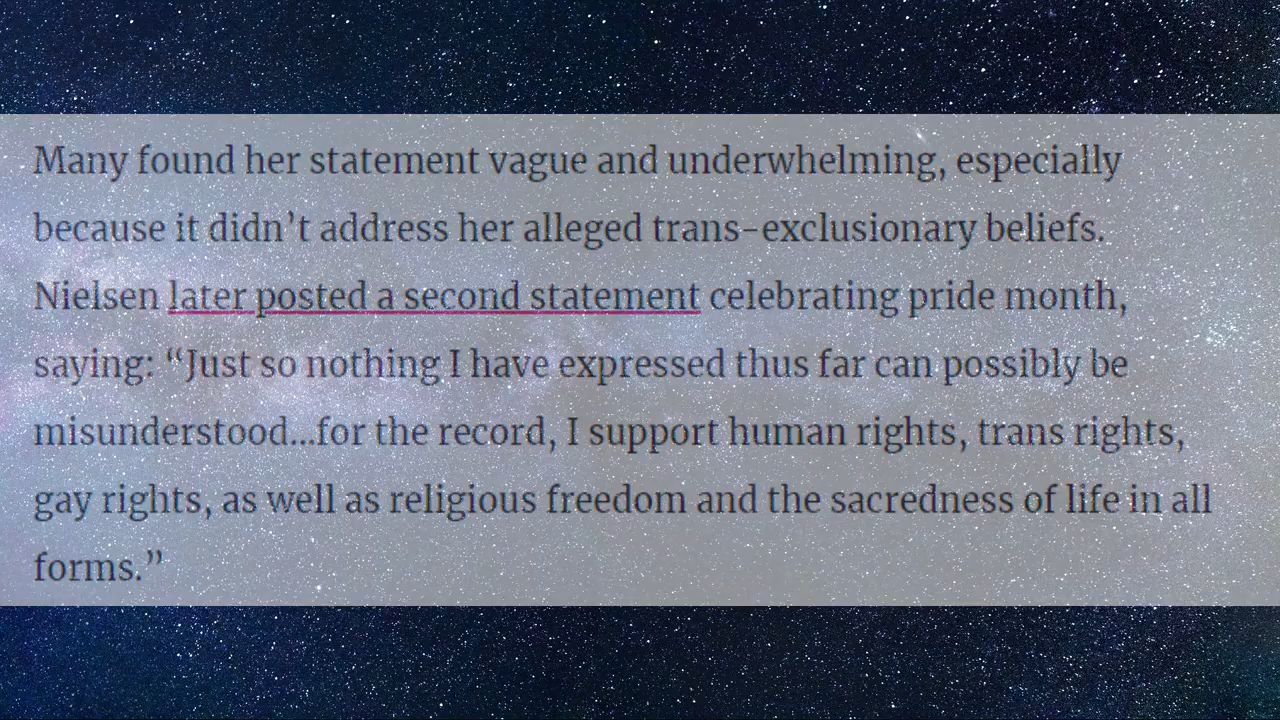 Many found her statement vague and underwhelming, especially
because it didn’t address her alleged trans-exclusionary beliefs.
Nielsen later posted a second statement celebrating pride month,
saying: “Just so nothing I have expressed thus far can possibly be
misunderstood...for the record, I support human rights, trans rights,
gay rights, as well as religious freedom and the sacredness of life in all
forms.”